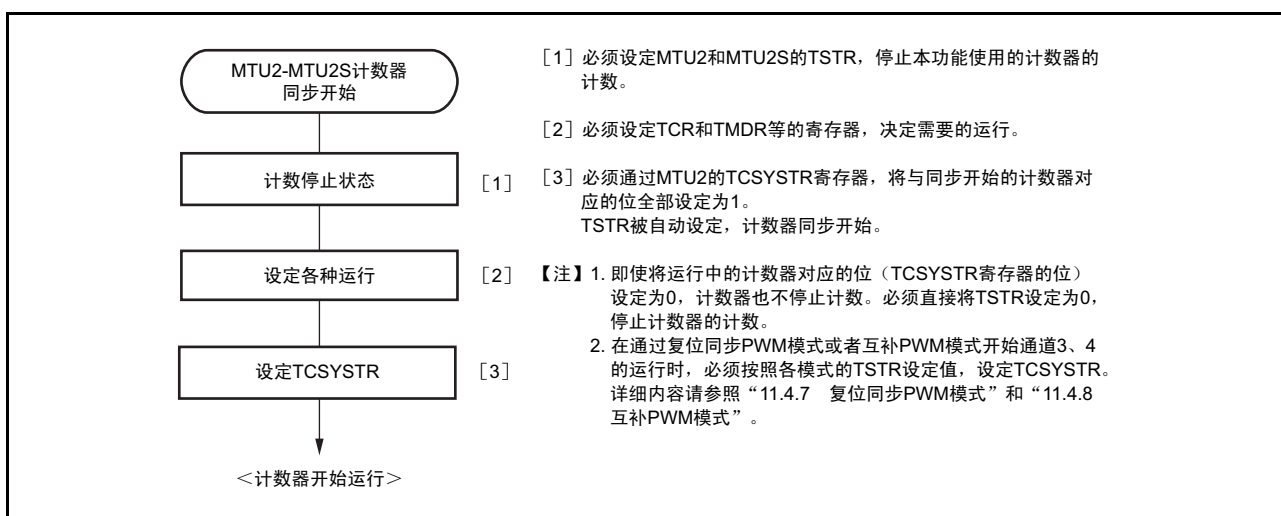 MTU2-MTU2S计数器
同步开始
计数停止状态
［1］
设定各种运行
［2］
设定TCSYSTR
［3］
＜计数器开始运行＞
［1］必须设定MTU2和MTU2S的TSTR，停止本功能使用的计数器的
计数。
［2］必须设定TCR和TMDR等的寄存器，决定需要的运行。
［3］必须通过MTU2的TCSYSTR寄存器，将与同步开始的计数器对
应的位全部设定为1。
TSTR被自动设定，计数器同步开始。
【注】1. 即使将运行中的计数器对应的位（TCSYSTR寄存器的位）
设定为0，计数器也不停止计数。必须直接将TSTR设定为0，
停止计数器的计数。
2. 在通过复位同步PWM模式或者互补PWM模式开始通道3、4
的运行时，必须按照各模式的TSTR设定值，设定TCSYSTR。
详细内容请参照“11.4.7　复位同步PWM模式”和“11.4.8
互补PWM模式”。